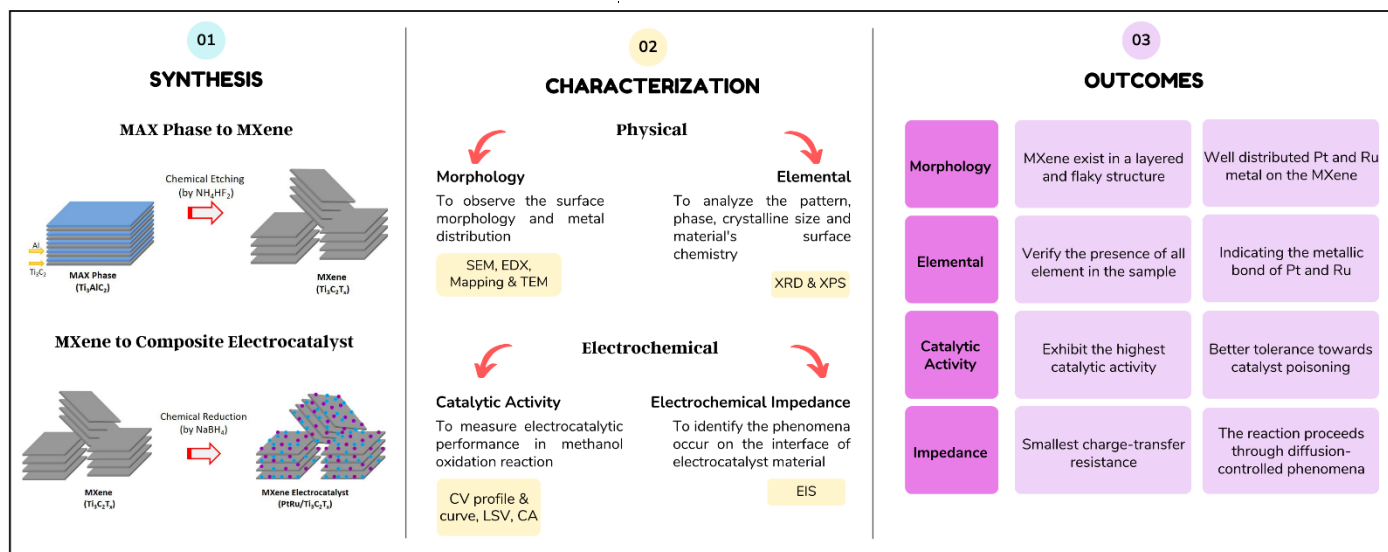 01
SYNTHESIS
MAX Phase to MXene
Chemical Etching
(by NH₄HF₂)
Al
Ti₃C₂
MAX Phase
(Ti₃AlC₂)
MXene
(Ti₃C₂Tₓ)
MXene to Composite Electrocatalyst
Chemical Reduction
(by NaBH₄)
MXene
(Ti₃C₂Tₓ)
MXene Electrocatalyst
(PtRu/Ti₃C₂Tₓ)
02
CHARACTERIZATION
Physical
Morphology
To observe the surface
morphology and metal
distribution
SEM, EDX,
Mapping & TEM
Elemental
To analyze the pattern,
phase, crystalline size and
material's surface
chemistry
XRD & XPS
Electrochemical
Catalytic Activity
To measure electrocatalytic
performance in methanol
oxidation reaction
CV profile &
curve, LSV, CA
Electrochemical Impedance
To identify the phenomena
occur on the interface of
electrocatalyst material
EIS
03
OUTCOMES
Morphology
MXene exist in a layered
and flaky structure
Well distributed Pt and Ru
metal on the MXene
Elemental
Verify the presence of all
element in the sample
Indicating the metallic
bond of Pt and Ru
Catalytic
Activity
Exhibit the highest
catalytic activity
Better tolerance towards
catalyst poisoning
Impedance
Smallest charge-transfer
resistance
The reaction proceeds
through diffusion-
controlled phenomena